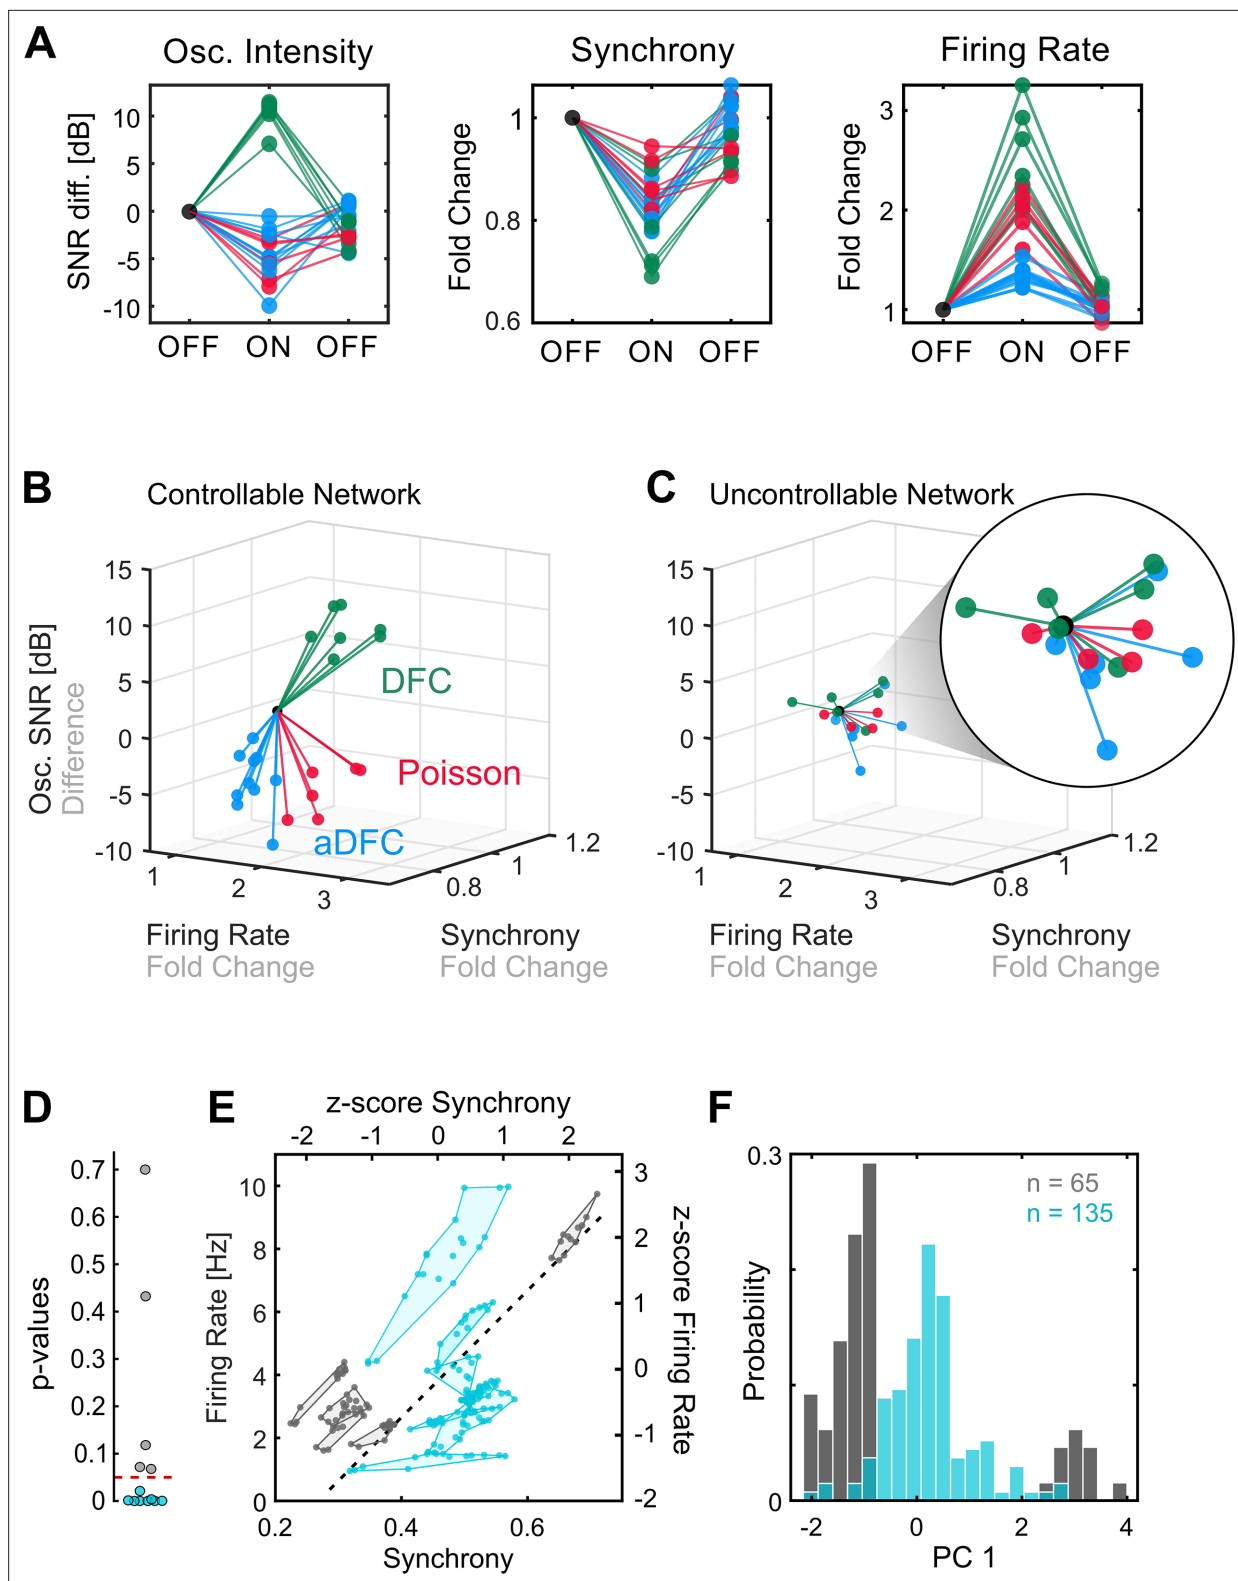 A
Osc. Intensity
Synchrony
Firing Rate
SNR diff. [dB]
10
5
0
-5
-10
OFF ON OFF
Fold Change
1
0.8
0.6
OFF ON OFF
Fold Change
3
2
1
OFF ON OFF
B
Controllable Network
Osc. SNR [dB]
Difference
15
10
5
0
-5
-10
DFC
Poisson
aDFC
1
2
3
0.8
1
1.2
Firing Rate
Fold Change
Synchrony
Fold Change
C
Uncontrollable Network
15
10
5
0
-5
-10
1
2
3
0.8
1
1.2
Firing Rate
Fold Change
Synchrony
Fold Change
D
p-values
0.7
0.6
0.5
0.4
0.3
0.2
0.1
0
E
z-score Synchrony
-2 -1 0 1 2
Firing Rate [Hz]
10
8
6
4
2
0
0.2 0.4 0.6
Synchrony
3
2
1
0
-1
-2
z-score Firing Rate
F
Probability
0.3
0
n = 65
n = 135
-2 0 2 4
PC 1